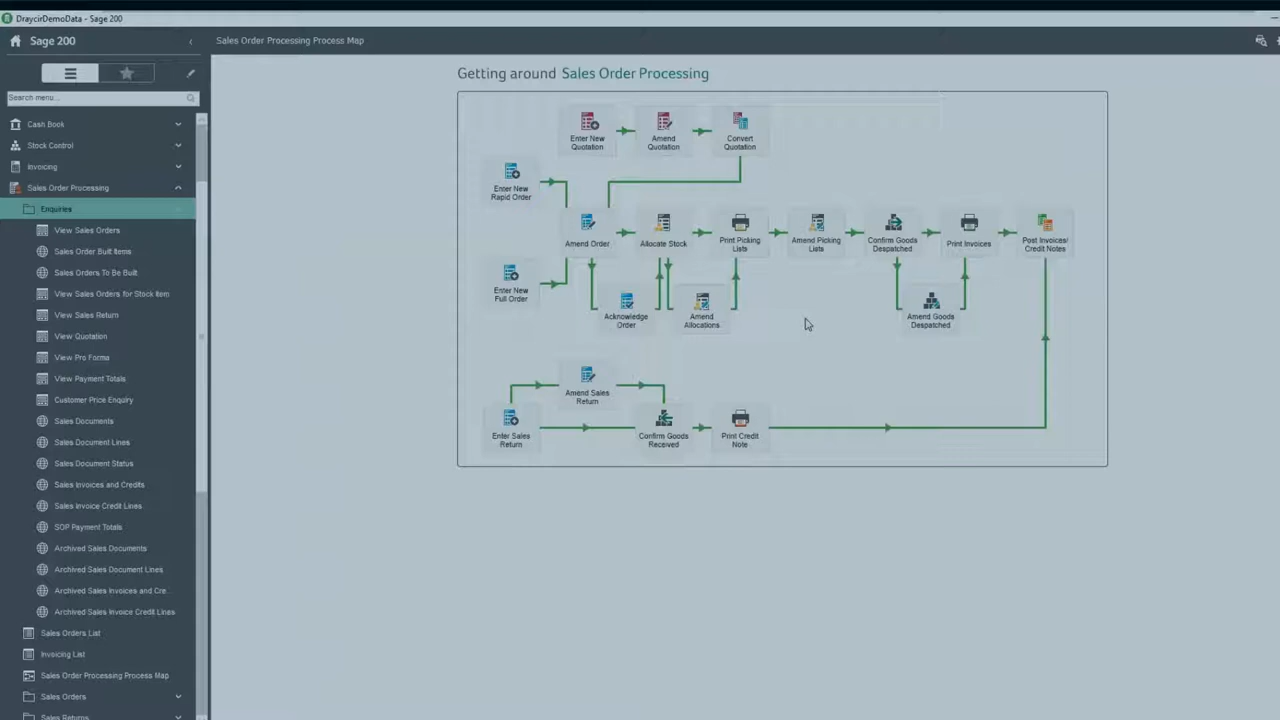 DraycirDemoData - Sage 200
Sage 200
Sales Order Processing Process Map
Search menu...
Cash Book
Stock Control
Invoicing
Sales Order Processing
Enquiries
View Sales Orders
Sales Order Built Items
Sales Orders To Be Built
View Sales Orders for Stock Item
View Sales Return
View Quotation
View Pro Forma
View Payment Totals
Customer Price Enquiry
Sales Documents
Sales Document Lines
Sales Document Status
Sales Invoices and Credits
Sales Invoice Credit Lines
SOP Payment Totals
Archived Sales Documents
Archived Sales Document Lines
Archived Sales Invoices and Cre...
Archived Sales Invoice Credit Lines
Sales Orders List
Invoicing List
Sales Order Processing Process Map
Sales Orders
Sales Returns
Getting around Sales Order Processing
Enter New
Quotation
Amend
Quotation
Convert
Quotation
Enter New
Rapid Order
Amend Order
Allocate Stock
Print Picking
Lists
Amend Picking
Lists
Confirm Goods
Despatched
Print Invoices
Post Invoices/
Credit Notes
Enter New
Full Order
Acknowledge
Order
Amend
Allocations
Amend Goods
Despatched
Amend Sales
Return
Enter Sales
Return
Confirm Goods
Received
Print Credit
Note